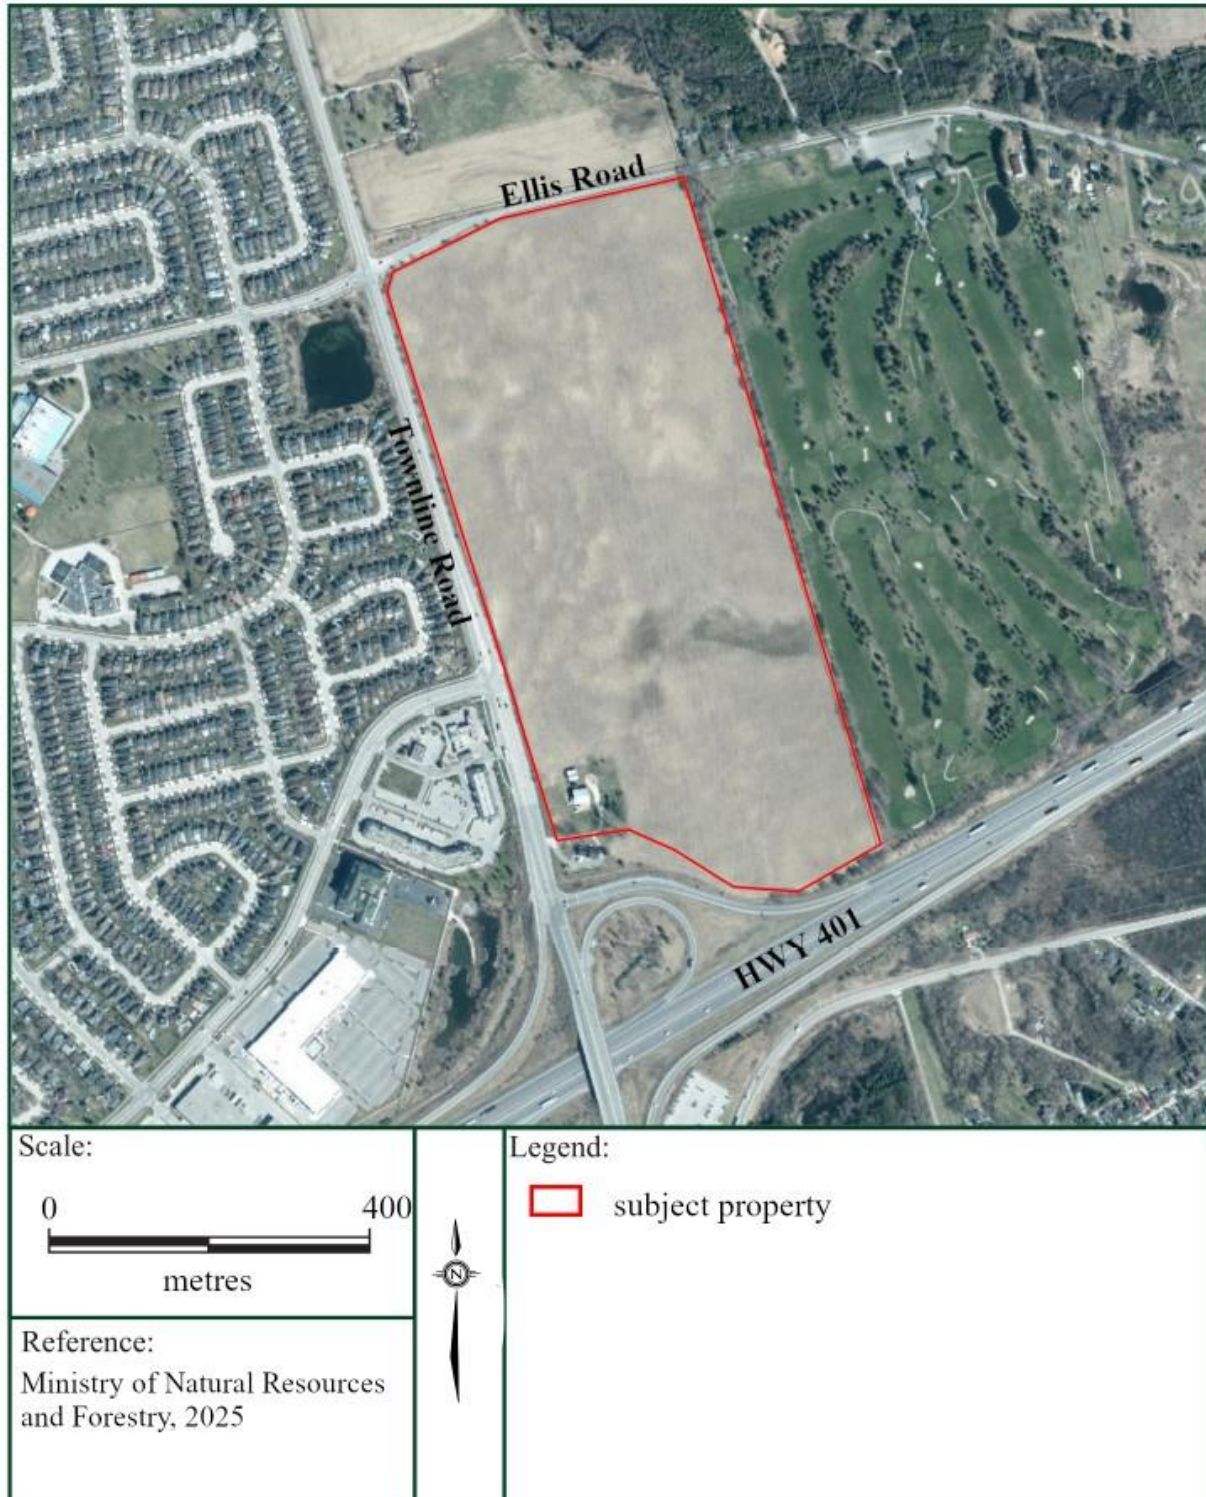 Ellis Road
Townline Road
HWY 401
Scale:
0 400
metres
N
Legend:
subject property
Reference:
Ministry of Natural Resources
and Forestry, 2025